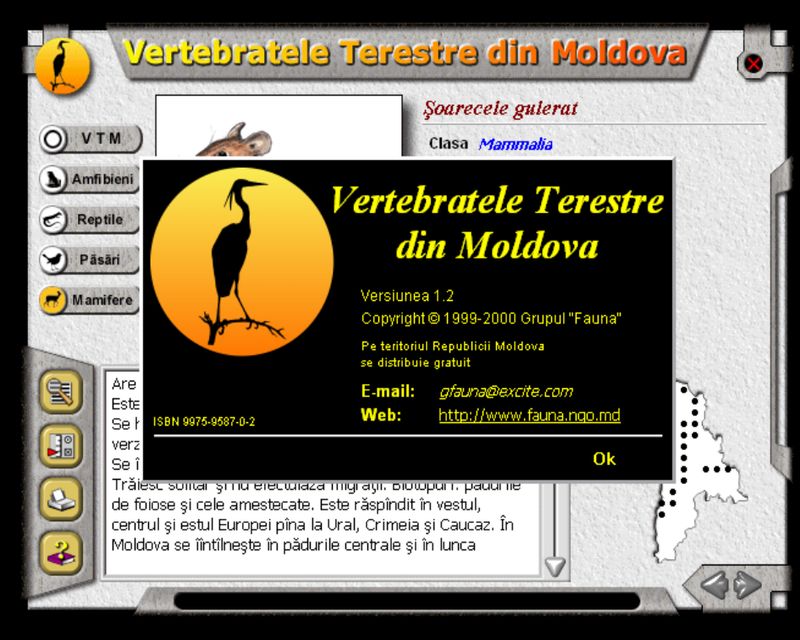 Vertebratele Terestre din Moldova
Şoarecele gulerat
Clasa Mammalia
V T M
Amfibieni
Reptile
Păsări
Mamifere
Vertebratele Terestre
din Moldova
Versiunea 1.2
Copyright © 1999-2000 Grupul "Fauna"
Pe teritoriul Republicii Moldova
se distribuie gratuit
E-mail: gfauna@excite.com
Web: http://www.fauna.ngo.md
ISBN 9975-9587-0-2
Ok
Are
Este
Se
verz
Se
Trăiesc solitar şi nu efectuiază migraţii. Biotopuri: pădurile
de foiose şi cele amestecate. Este răspîndit în vestul,
centrul şi estul Europei pîna la Ural, Crimeia şi Caucaz. În
Moldova se îîntîlneşte în pădurile centrale şi în lunca